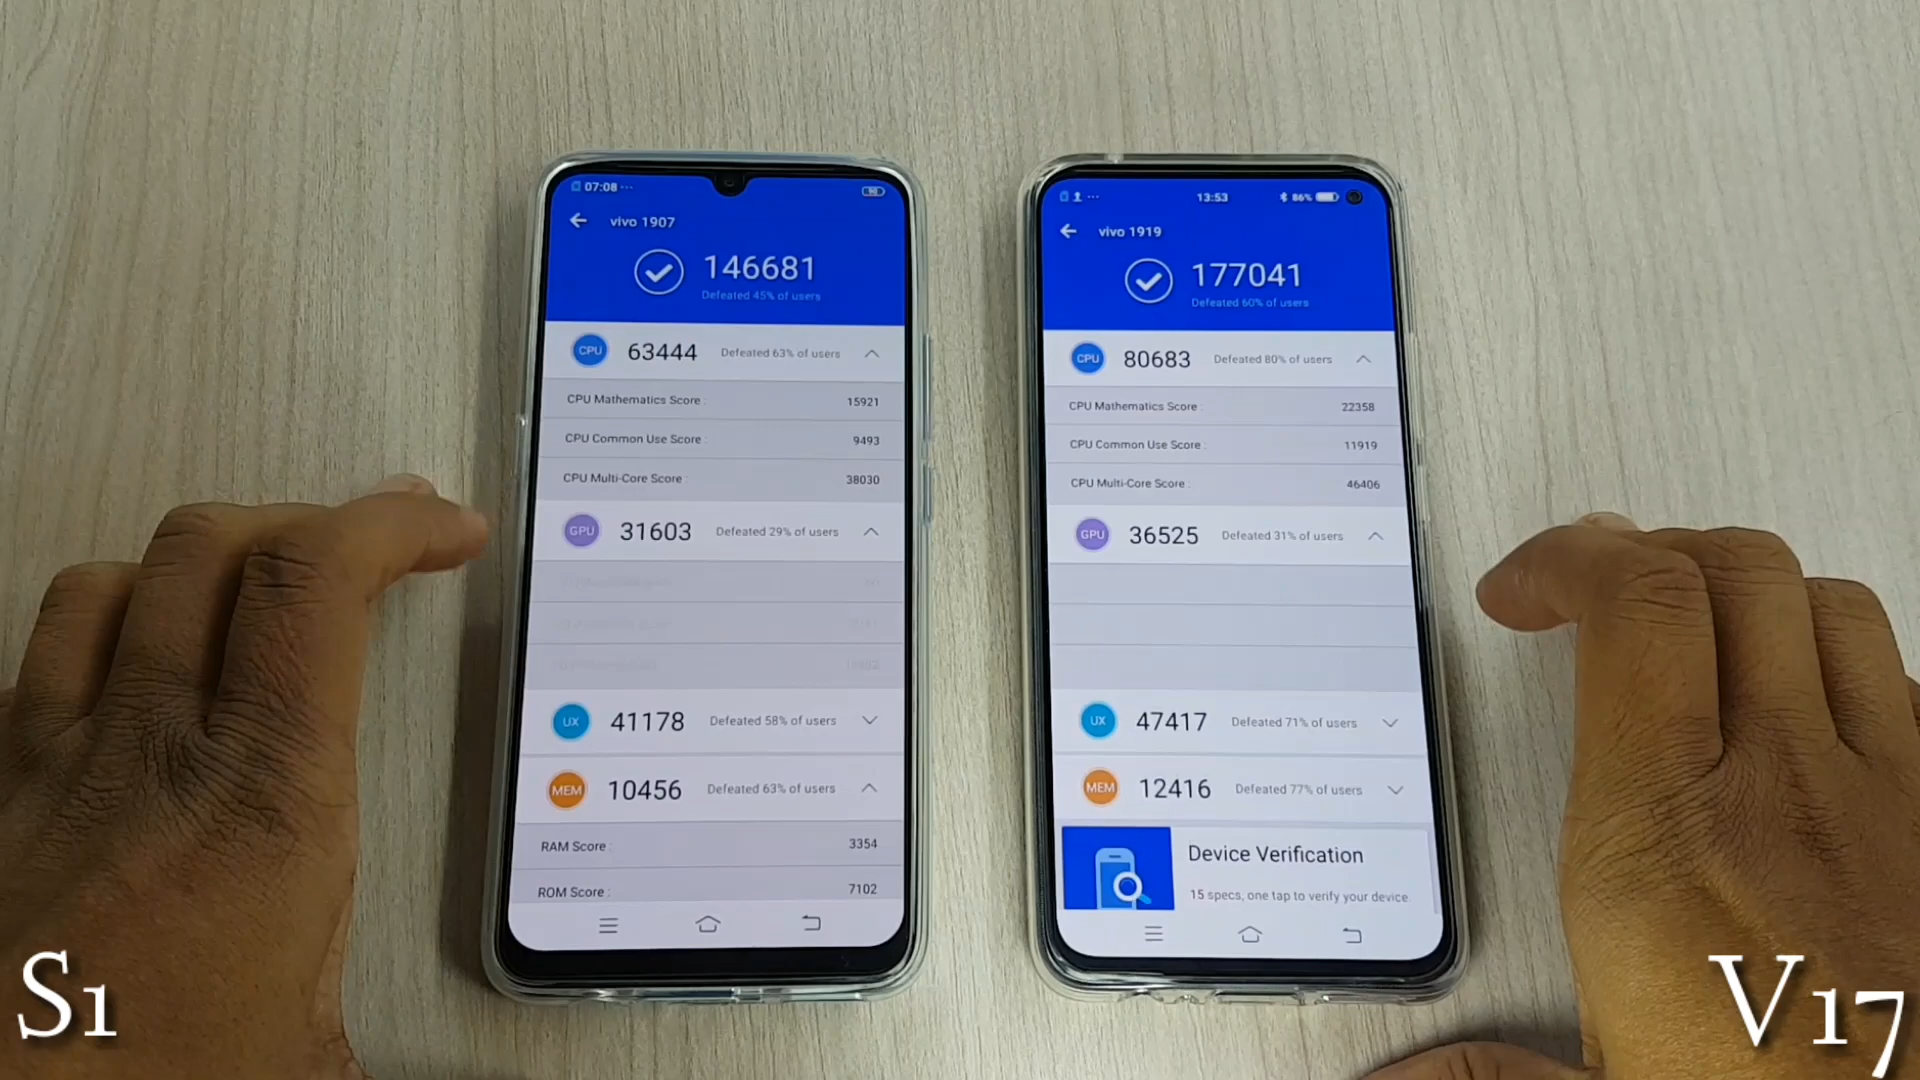 07:08 ...
vivo 1907
146681
Defeated 45% of users
CPU 63444 Defeated 63% of users
CPU Mathematics Score : 15921
CPU Common Use Score : 9493
CPU Multi-Core Score : 38030
GPU 31603 Defeated 29% of users
UX 41178 Defeated 58% of users
MEM 10456 Defeated 63% of users
RAM Score : 3354
ROM Score : 7102
S1
... 13:53 86%
vivo 1919
177041
Defeated 60% of users
CPU 80683 Defeated 80% of users
CPU Mathematics Score : 22358
CPU Common Use Score : 11919
CPU Multi-Core Score : 46406
GPU 36525 Defeated 31% of users
UX 47417 Defeated 71% of users
MEM 12416 Defeated 77% of users
Device Verification
15 specs, one tap to verify your device.
V17